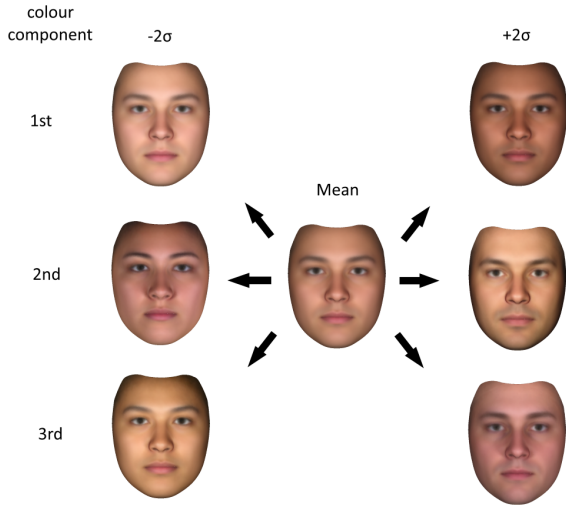 colour
component
-2σ
+2σ
1st
Mean
2nd
3rd